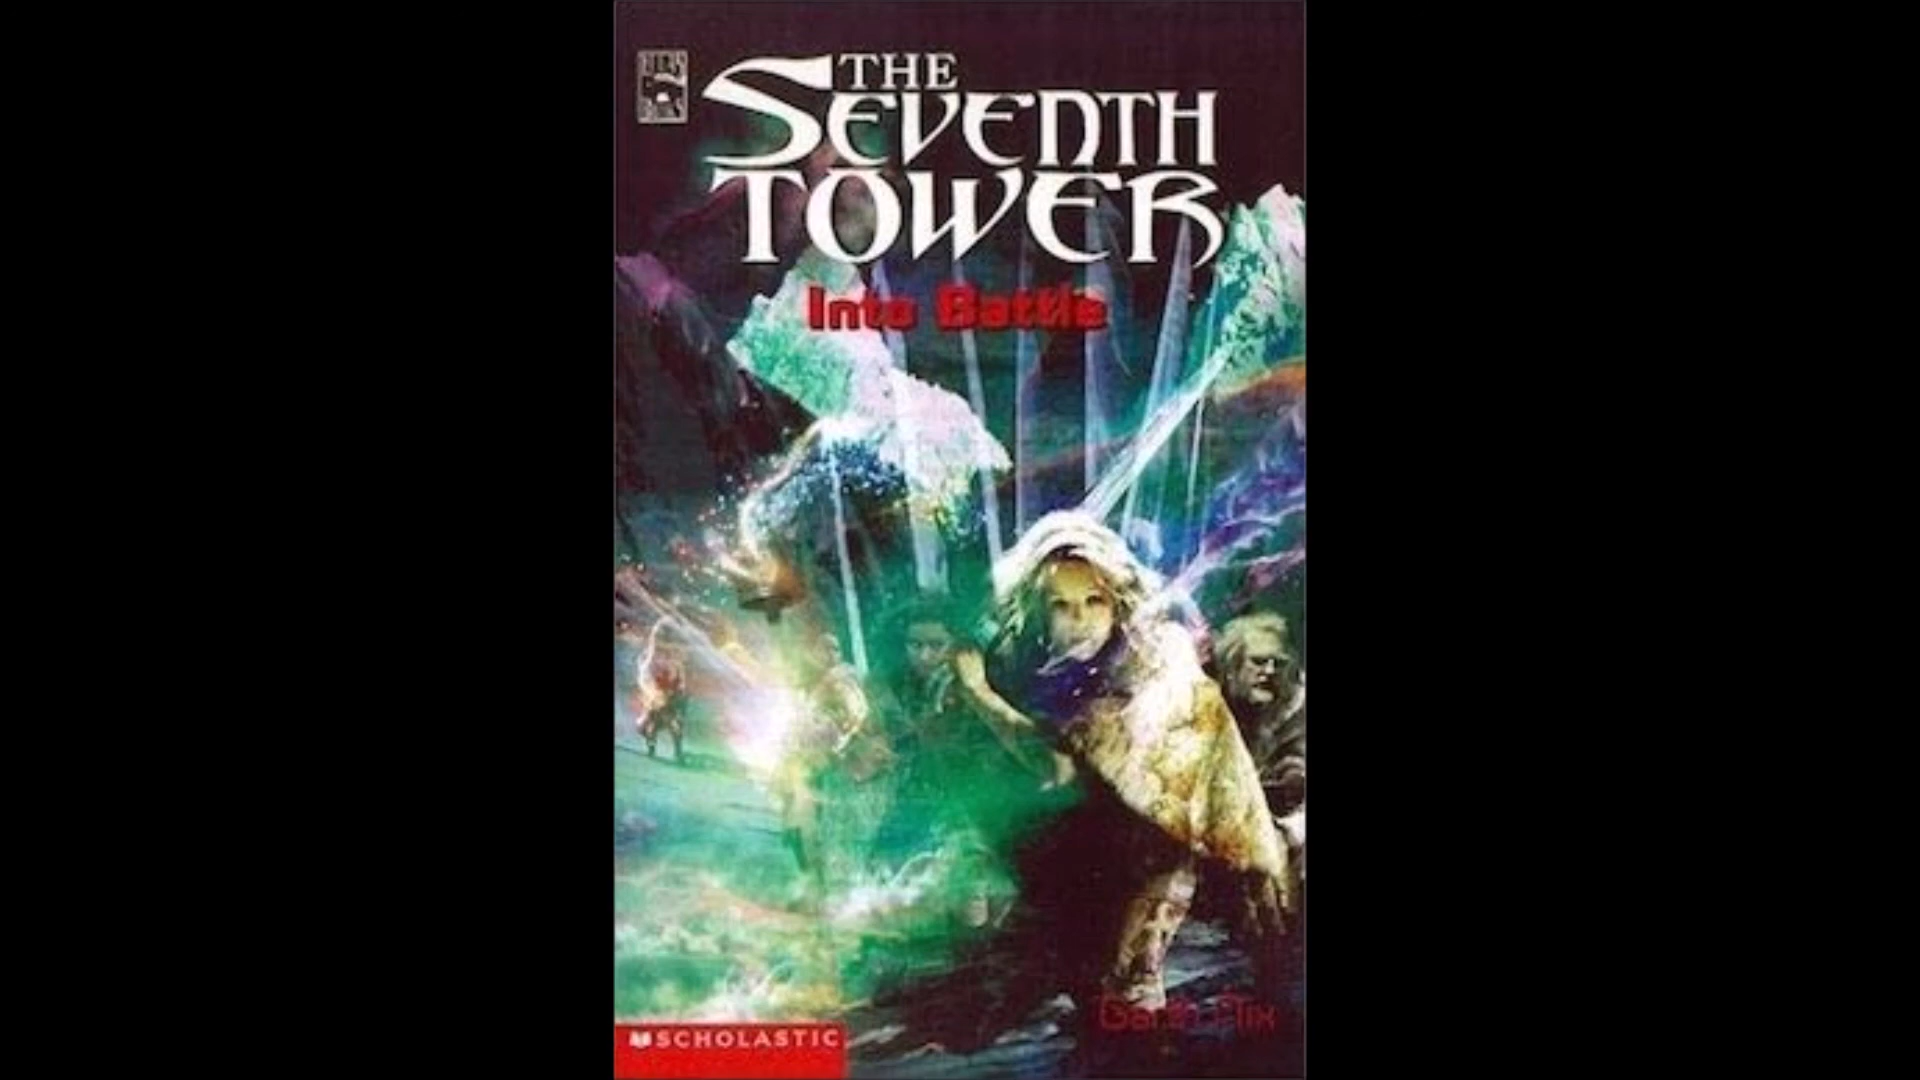 THE
SEVENTH
TOWER
Into Battle
Garth Nix
SCHOLASTIC